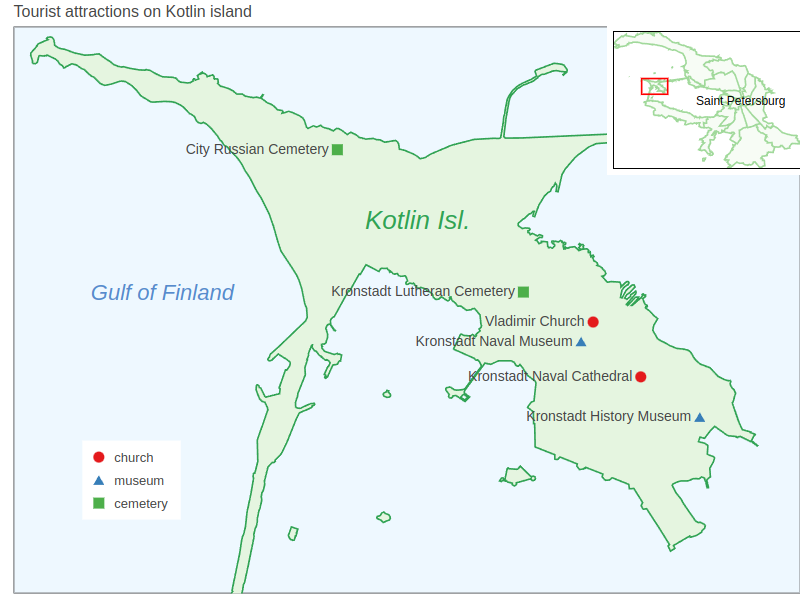 Tourist attractions on Kotlin island
Saint Petersburg
City Russian Cemetery
Kotlin Isl.
Gulf of Finland
Kronstadt Lutheran Cemetery
Vladimir Church
Kronstadt Naval Museum
Kronstadt Naval Cathedral
Kronstadt History Museum
church
museum
cemetery